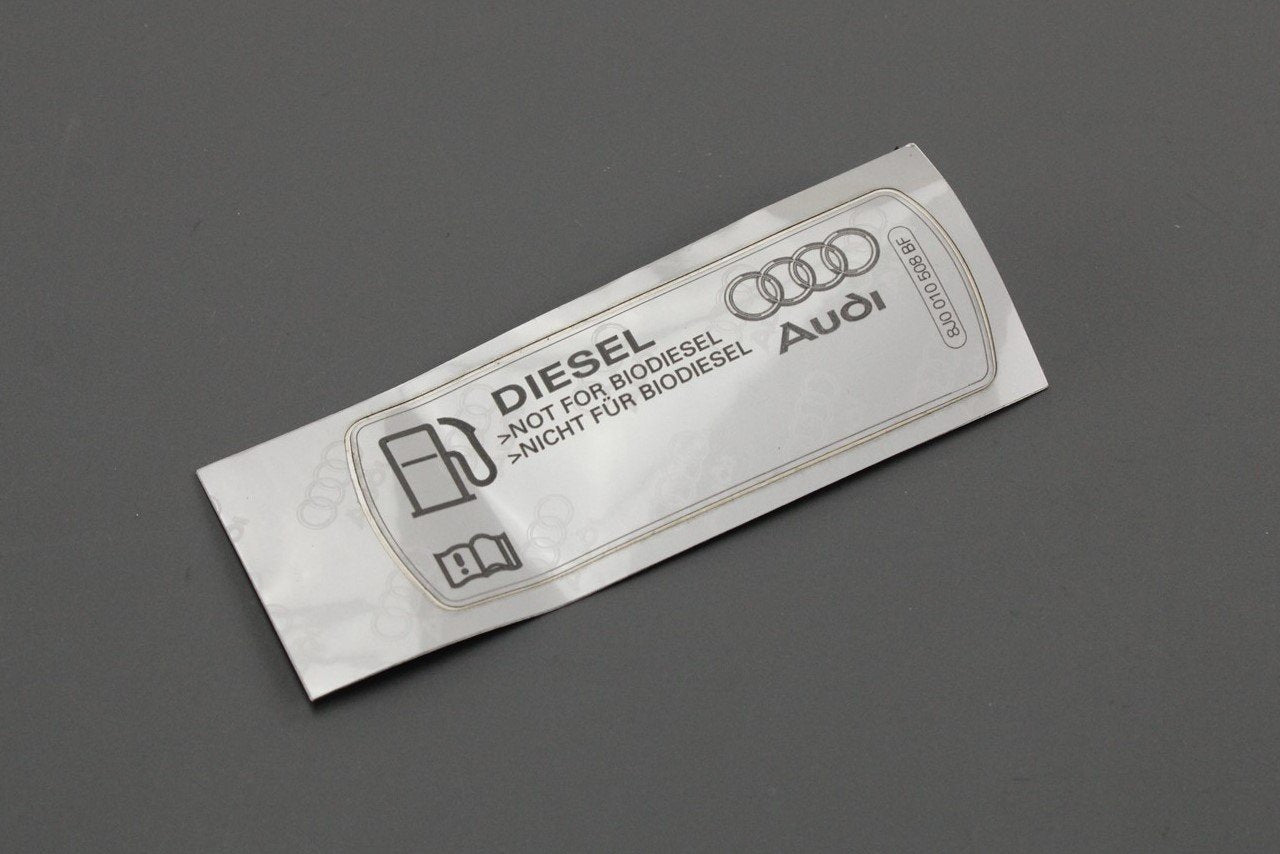 DIESEL
>NOT FOR BIODIESEL
>NICHT FÜR BIODIESEL
Audi
8J0 010 508 BF